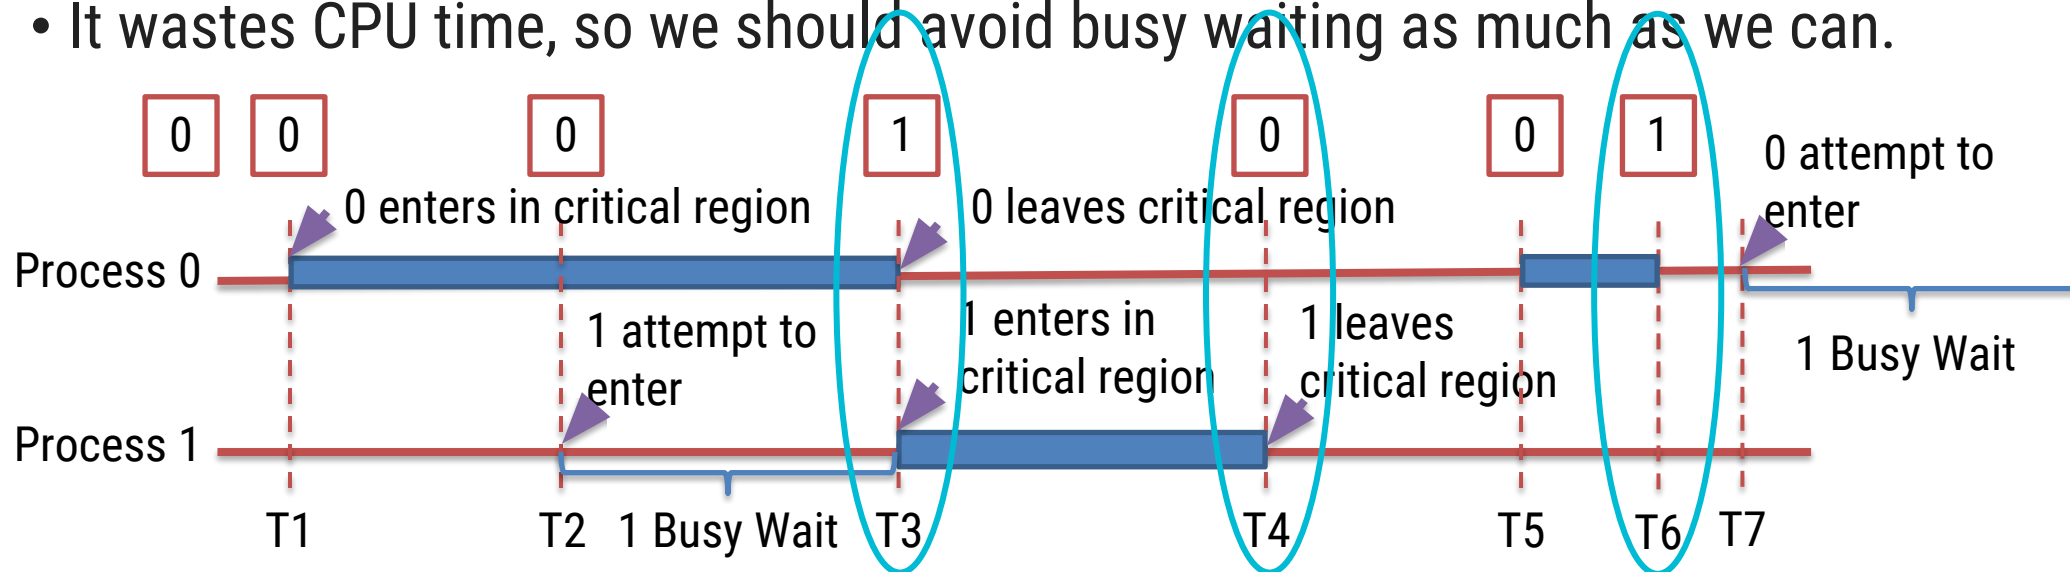 • It wastes CPU time, so we should avoid busy waiting as much as we can.
0 0 0 1 0 0 1
0 attempt to
enter
0 enters in critical region
0 leaves critical region
Process 0
1 attempt to
enter
1 enters in
critical region
1 leaves
critical region
1 Busy Wait
Process 1
T1 T2 1 Busy Wait T3 T4 T5 T6 T7